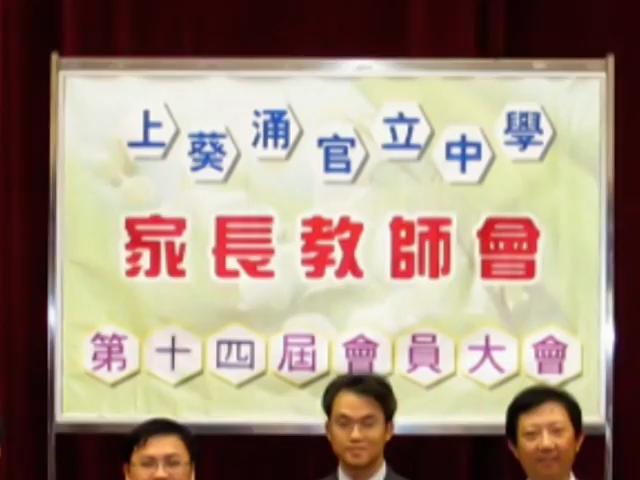 上葵涌官立中學
家長教師會
第十四屆會員大會